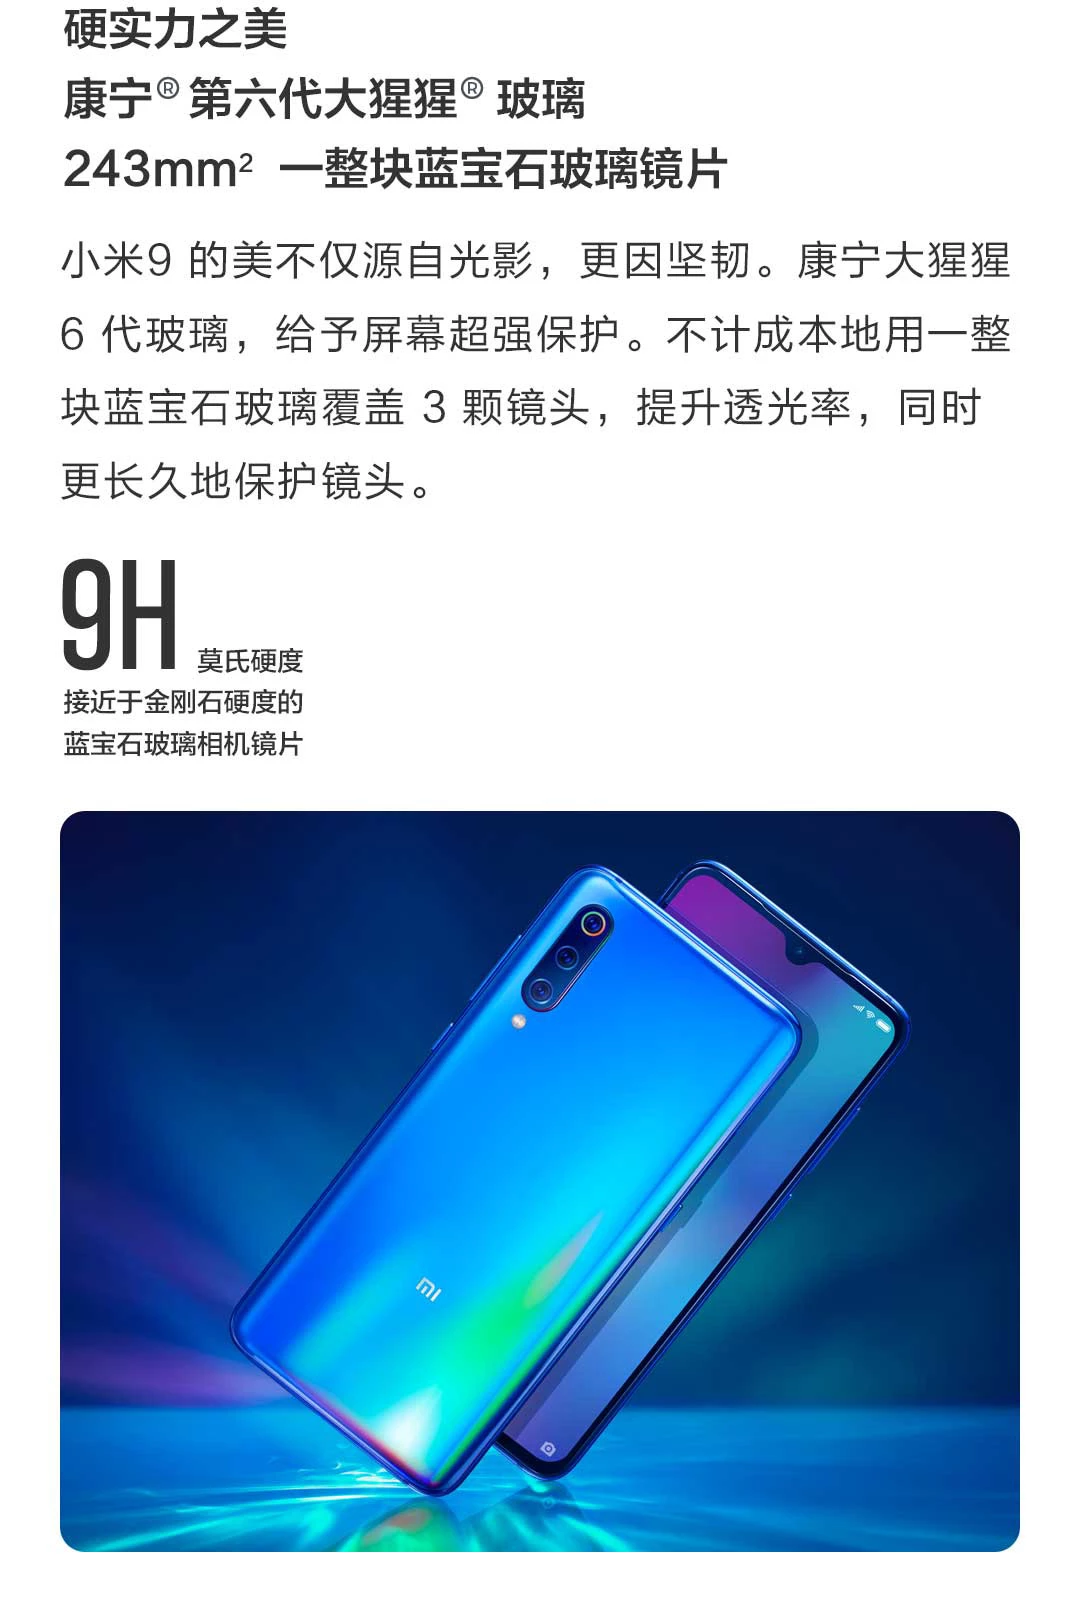 硬实力之美
康宁® 第六代大猩猩® 玻璃
243mm² 一整块蓝宝石玻璃镜片
小米9 的美不仅源自光影，更因坚韧。康宁大猩猩
6 代玻璃，给予屏幕超强保护。不计成本地用一整
块蓝宝石玻璃覆盖 3 颗镜头，提升透光率，同时
更长久地保护镜头。
9H 莫氏硬度
接近于金刚石硬度的
蓝宝石玻璃相机镜片
MI